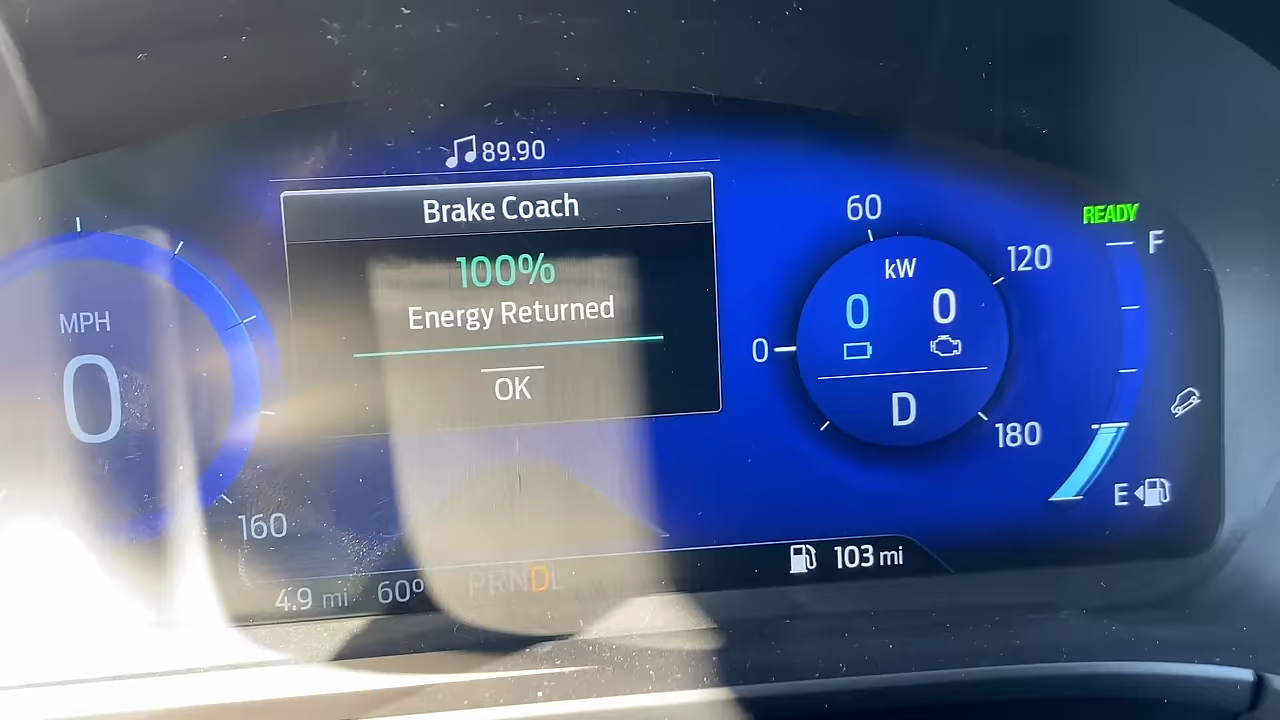 89.90
Brake Coach
100%
Energy Returned
OK
MPH
0
160
60
120
0
180
kW
0 0
D
READY
F
E
103 mi
4.9 mi 60º PRNDL